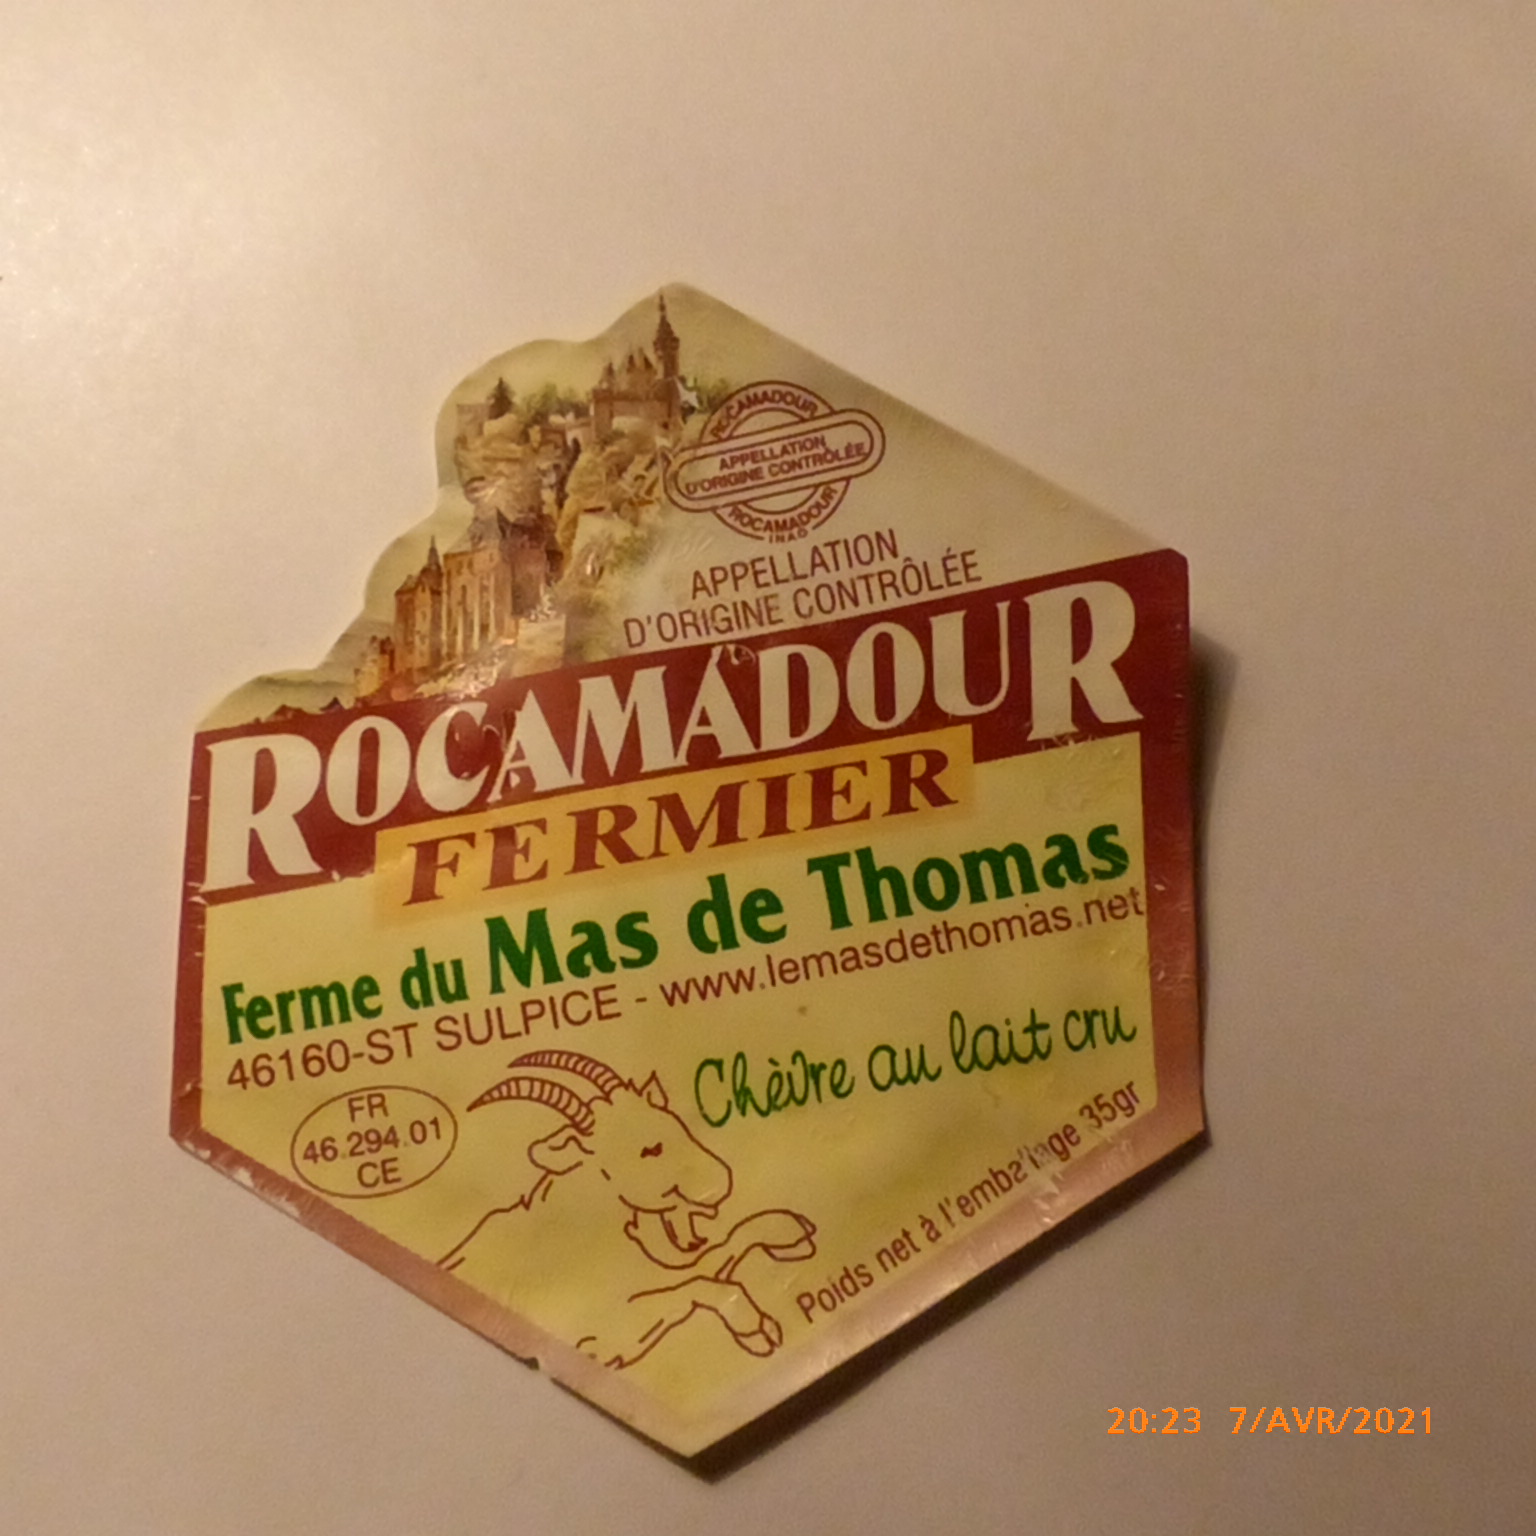 ROCAMADOUR
APPELLATION
D'ORIGINE CONTRÔLÉE
ROCAMADOUR
INAO
APPELLATION
D'ORIGINE CONTRÔLÉE
ROCAMADOUR
FERMIER
Ferme du Mas de Thomas
46160-ST SULPICE - www.lemasdethomas.net
Chèvre au lait cru
FR
46.294.01
CE
Poids net à l'emballage 35gr
20:23 7/AVR/2021